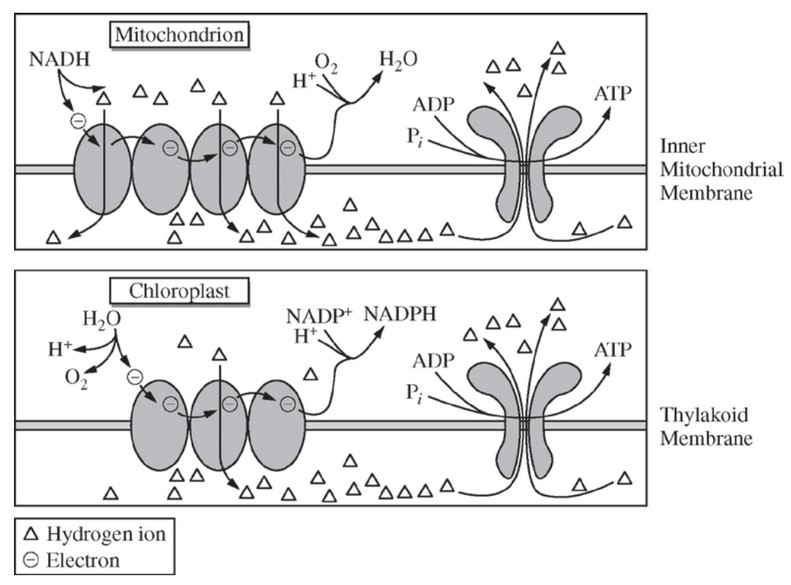 Mitochondrion
NADH
O₂
H⁺
H₂O
ADP
Pᵢ
ATP
Inner
Mitochondrial
Membrane
Chloroplast
H₂O
H⁺
O₂
NADP⁺
H⁺
NADPH
ADP
Pᵢ
ATP
Thylakoid
Membrane
Hydrogen ion
Electron